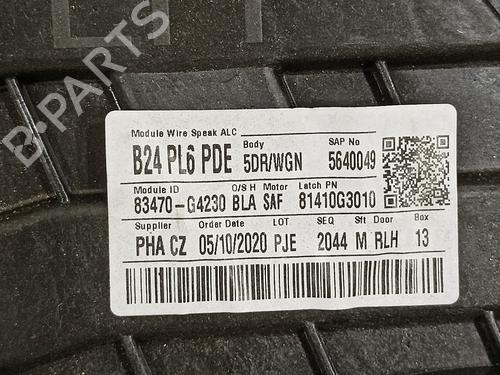 B-PARTS
Module Wire Speak ALC Body SAP No
B24 PL6 PDE 5DR/WGN 5640049
Module ID O/S H Motor Latch PN
83470-G4230 BLA SAF 81410G3010
Supplier Order Date LOT SEQ Sft Door Box
PHA CZ 05/10/2020 PJE 2044 M RLH 13